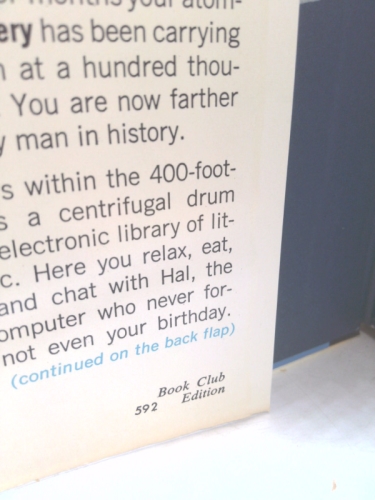 months your atom-
ery has been carrying
at a hundred thou-
. You are now farther
y man in history.
s within the 400-foot-
s a centrifugal drum
electronic library of lit-
c. Here you relax, eat,
and chat with Hal, the
omputer who never for-
not even your birthday.
(continued on the back flap)
Book Club
592 Edition